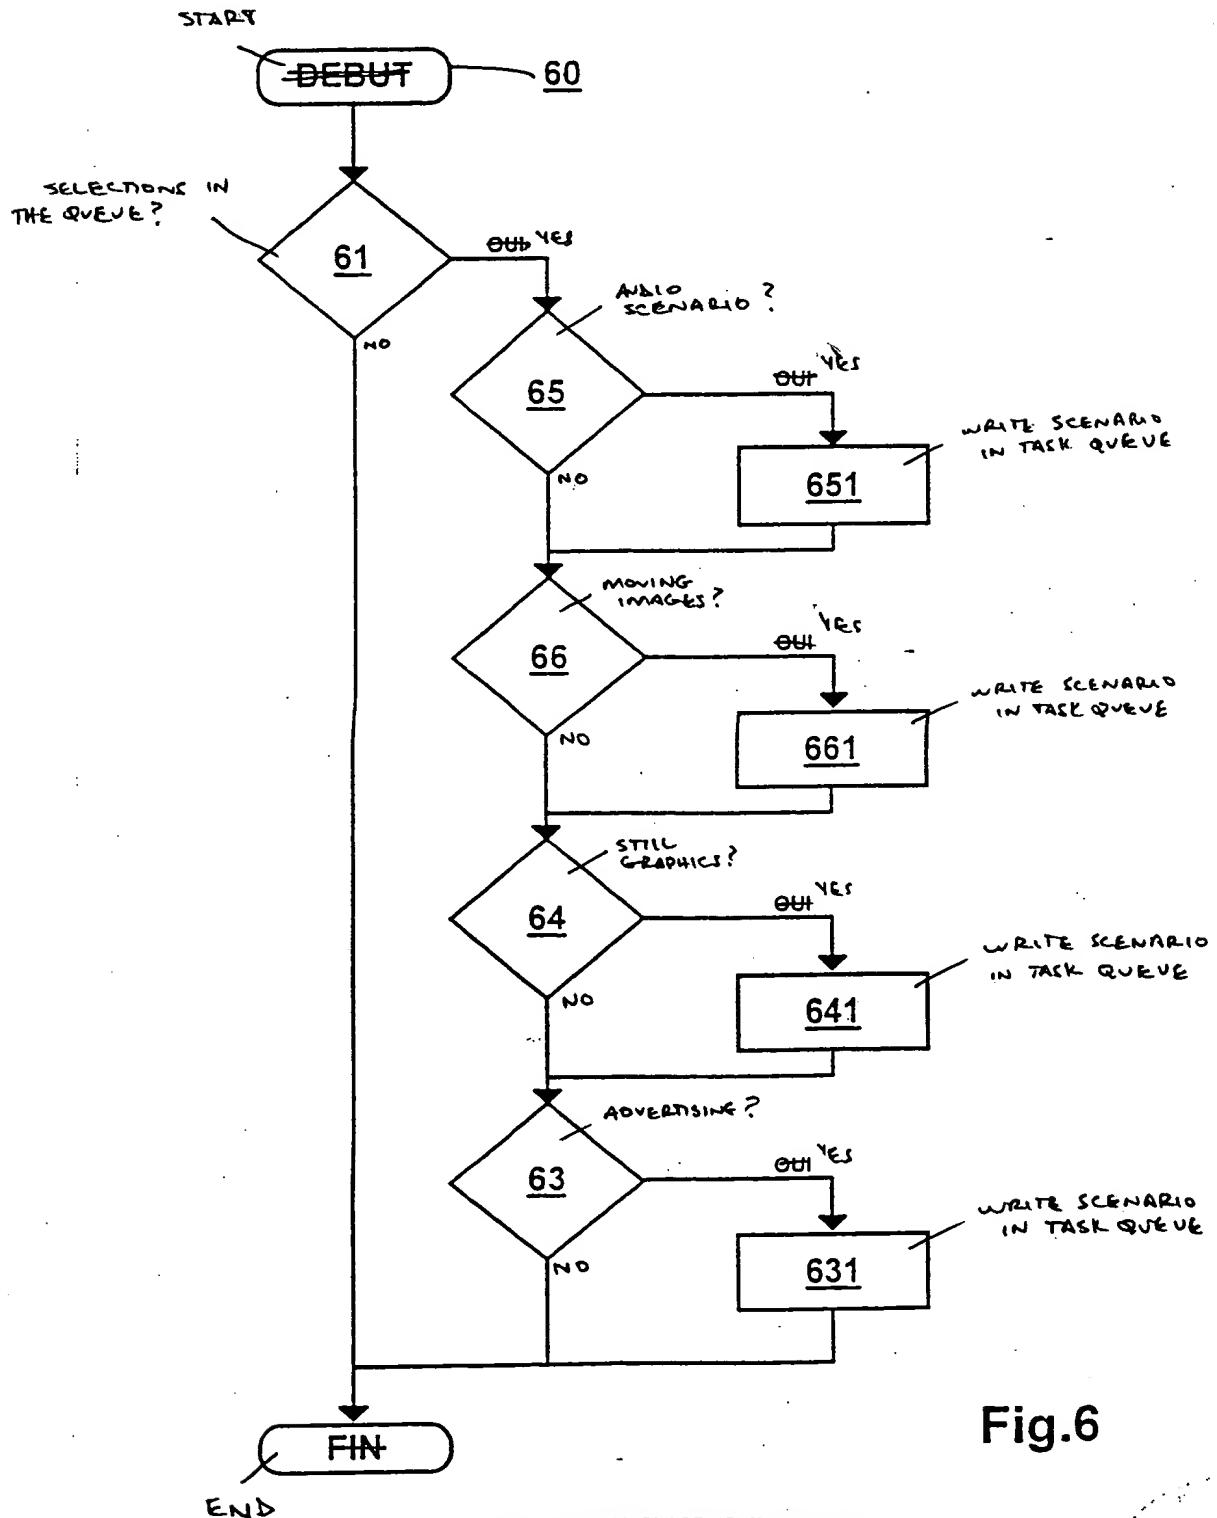 START
DEBUT
60
SELECTIONS IN
THE QUEUE?
61
OUI YES
NO
AUDIO
SCENARIO?
65
OUI YES
NO
WRITE SCENARIO
IN TASK QUEUE
651
MOVING
IMAGES?
66
OUI YES
NO
WRITE SCENARIO
IN TASK QUEUE
661
STILL
GRAPHICS?
64
OUI YES
NO
WRITE SCENARIO
IN TASK QUEUE
641
ADVERTISING?
63
OUI YES
NO
WRITE SCENARIO
IN TASK QUEUE
631
Fig.6
FIN
END